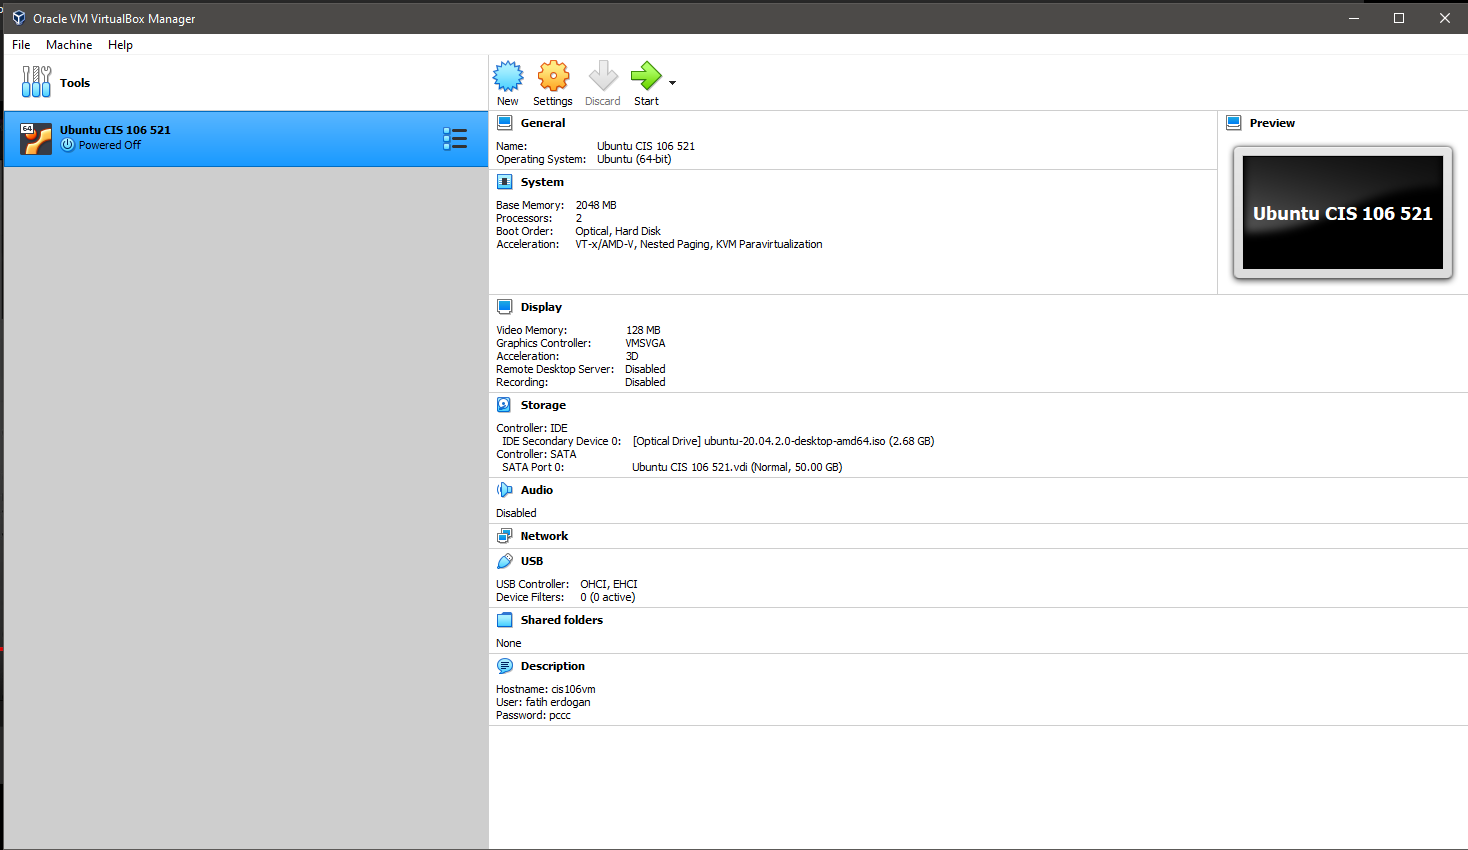 Oracle VM VirtualBox Manager
File Machine Help
Tools
New Settings Discard Start
64
Ubuntu CIS 106 521
Powered Off
General
Name: Ubuntu CIS 106 521
Operating System: Ubuntu (64-bit)
Preview
Ubuntu CIS 106 521
System
Base Memory: 2048 MB
Processors: 2
Boot Order: Optical, Hard Disk
Acceleration: VT-x/AMD-V, Nested Paging, KVM Paravirtualization
Display
Video Memory: 128 MB
Graphics Controller: VMSVGA
Acceleration: 3D
Remote Desktop Server: Disabled
Recording: Disabled
Storage
Controller: IDE
IDE Secondary Device 0: [Optical Drive] ubuntu-20.04.2.0-desktop-amd64.iso (2.68 GB)
Controller: SATA
SATA Port 0: Ubuntu CIS 106 521.vdi (Normal, 50.00 GB)
Audio
Disabled
Network
USB
USB Controller: OHCI, EHCI
Device Filters: 0 (0 active)
Shared folders
None
Description
Hostname: cis106vm
User: fatih erdogan
Password: pccc